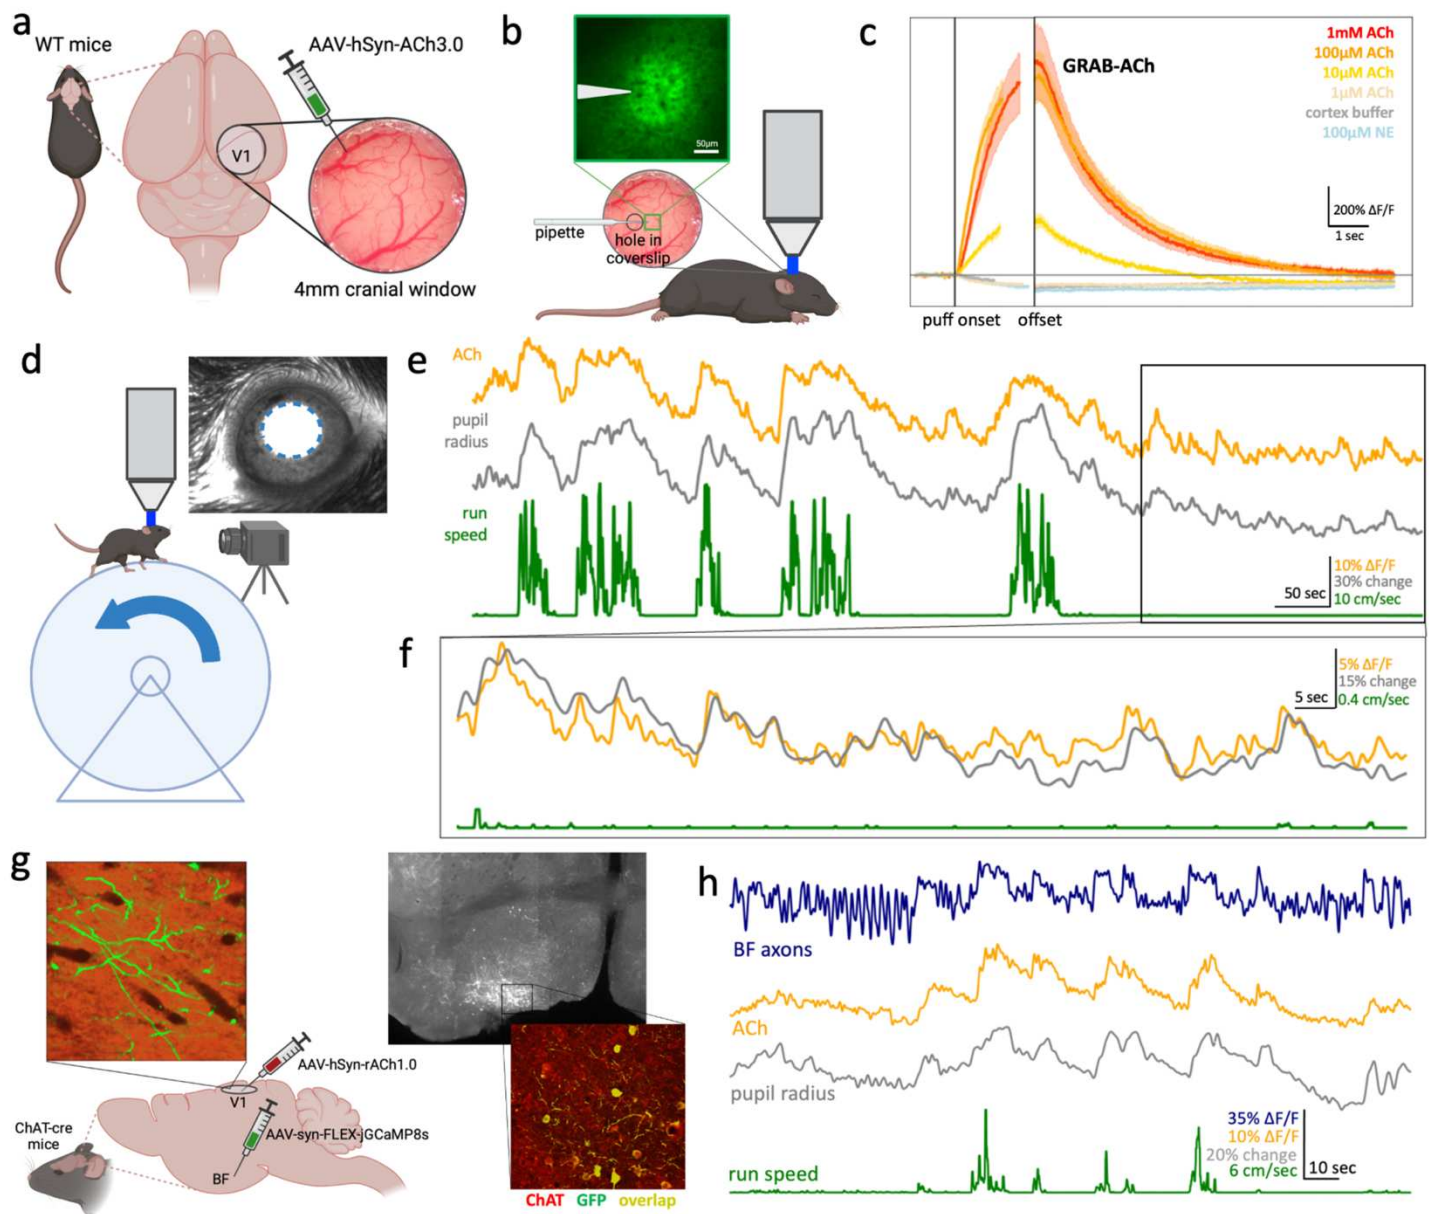 a
WT mice
AAV-hSyn-ACh3.0
V1
4mm cranial window
b
50µm
pipette
hole in
coverslip
c
GRAB-ACh
1mM ACh
100µM ACh
10µM ACh
1µM ACh
cortex buffer
100µM NE
200% ΔF/F
1 sec
puff onset
offset
d
e
ACh
pupil
radius
run
speed
10% ΔF/F
30% change
10 cm/sec
50 sec
f
5% ΔF/F
15% change
0.4 cm/sec
5 sec
g
AAV-hSyn-rACh1.0
V1
AAV-syn-FLEX-jGCaMP8s
ChAT-cre
mice
BF
ChAT GFP overlap
h
BF axons
ACh
pupil radius
run speed
35% ΔF/F
10% ΔF/F
20% change
6 cm/sec
10 sec